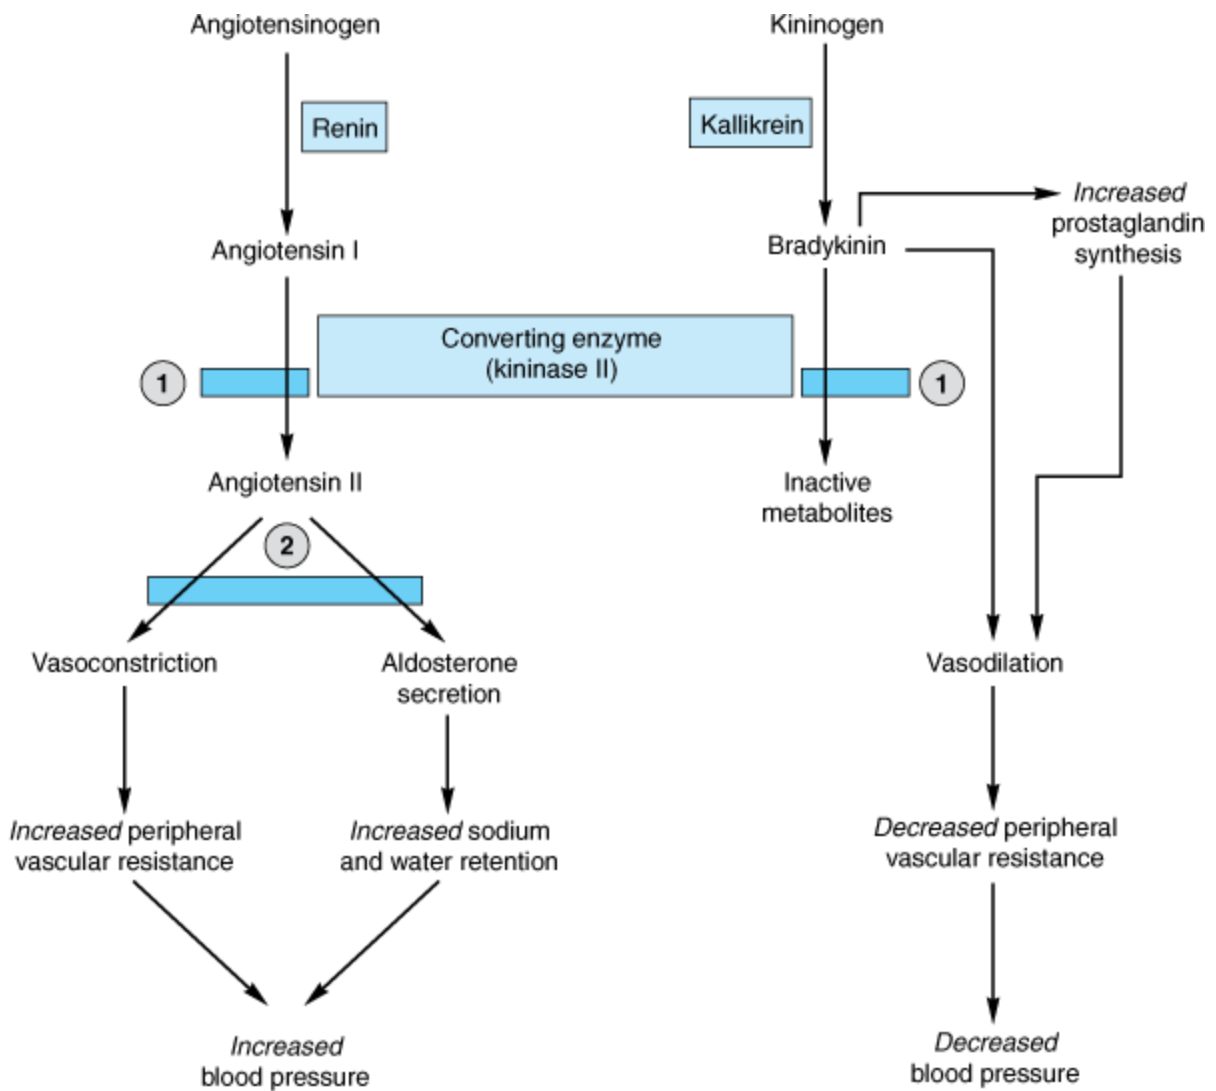 Angiotensinogen
Kininogen
Renin
Kallikrein
Increased
prostaglandin
synthesis
Angiotensin I
Bradykinin
Converting enzyme
(kininase II)
1
1
Angiotensin II
Inactive
metabolites
2
Vasoconstriction
Aldosterone
secretion
Vasodilation
Increased peripheral
vascular resistance
Increased sodium
and water retention
Decreased peripheral
vascular resistance
Increased
blood pressure
Decreased
blood pressure